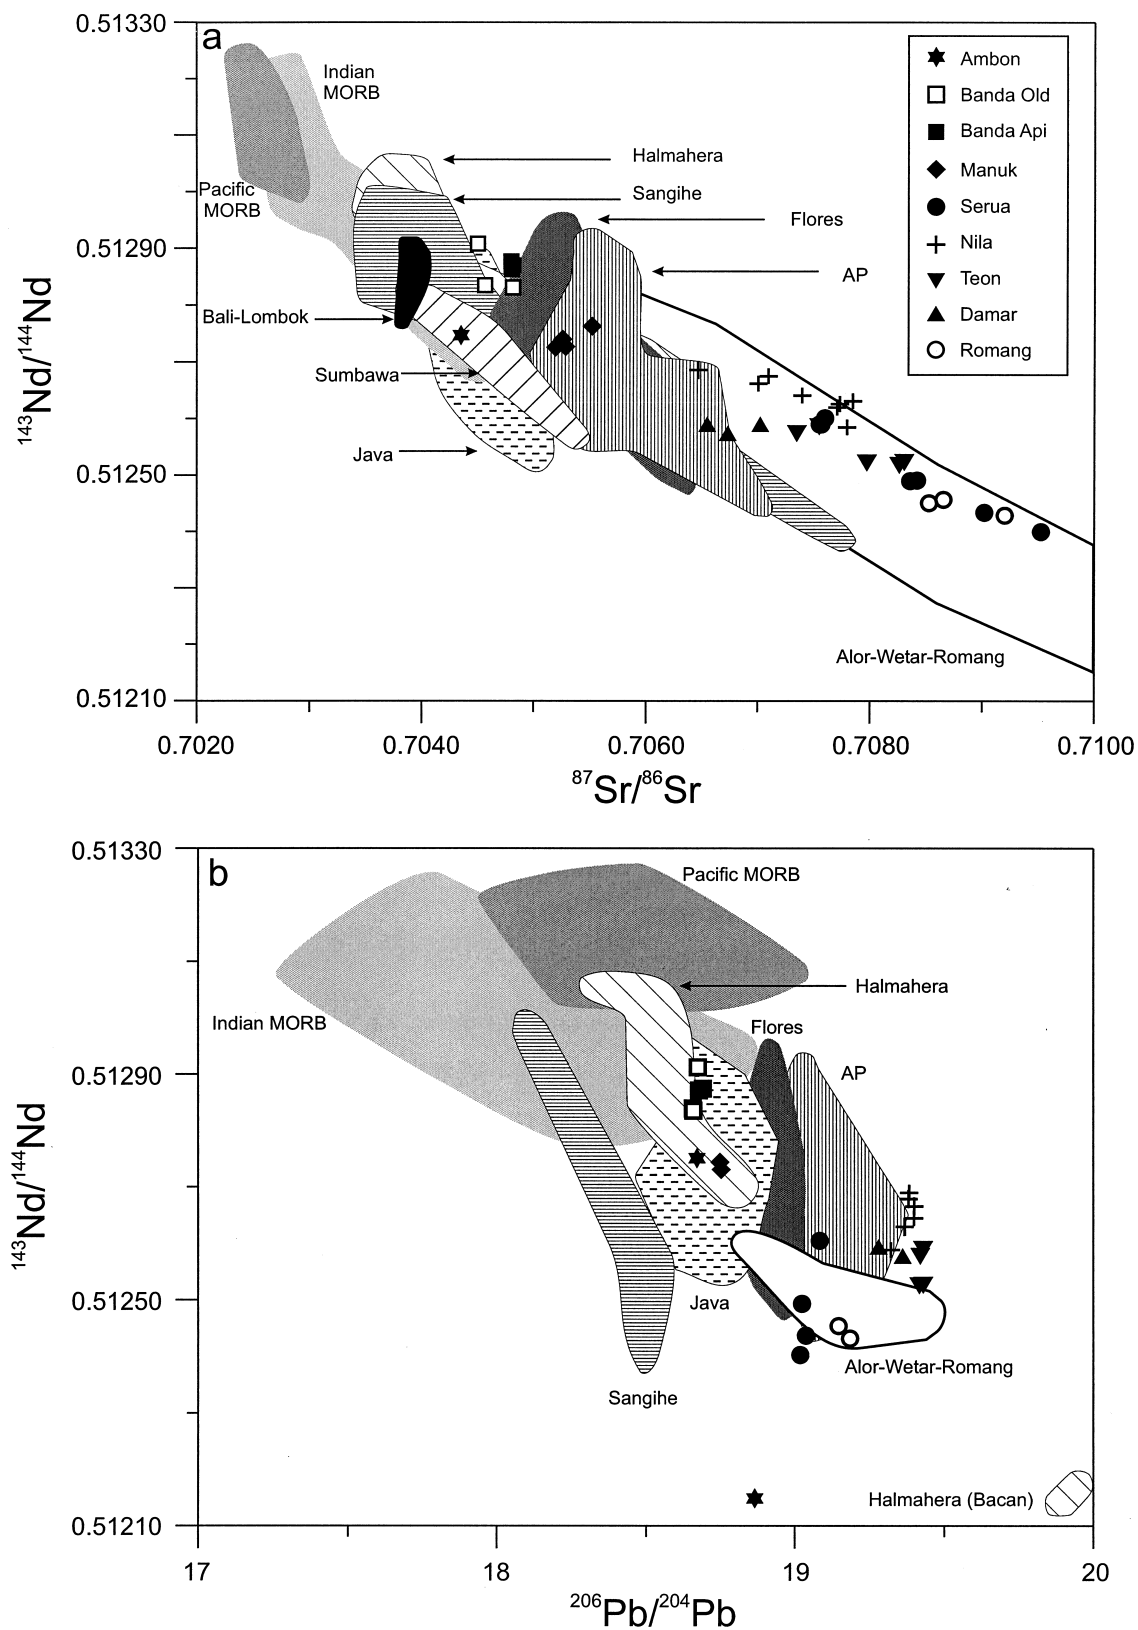 0.51330
a
Indian
MORB
Pacific
MORB
Halmahera
Sangihe
Flores
AP
Ambon
Banda Old
Banda Api
Manuk
Serua
Nila
Teon
Damar
Romang
0.51290
Bali-Lombok
Sumbawa
Java
0.51250
Alor-Wetar-Romang
0.51210
143Nd/144Nd
0.7020
0.7040
0.7060
0.7080
0.7100
87Sr/86Sr
0.51330
b
Pacific MORB
Halmahera
Indian MORB
Flores
0.51290
AP
143Nd/144Nd
0.51250
Java
Alor-Wetar-Romang
Sangihe
Halmahera (Bacan)
0.51210
17
18
19
20
206Pb/204Pb